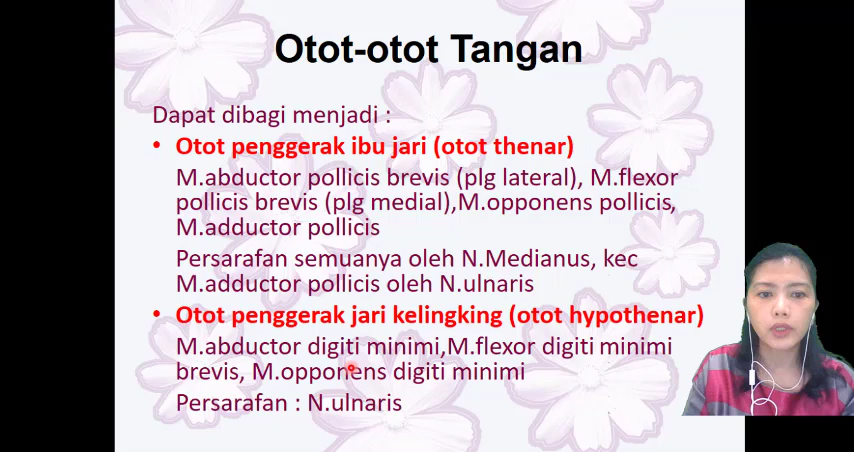 Otot-otot Tangan
Dapat dibagi menjadi :
• Otot penggerak ibu jari (otot thenar)
M.abductor pollicis brevis (plg lateral), M.flexor
pollicis brevis (plg medial),M.opponens pollicis,
M.adductor pollicis
Persarafan semuanya oleh N.Medianus, kec
M.adductor pollicis oleh N.ulnaris
• Otot penggerak jari kelingking (otot hypothenar)
M.abductor digiti minimi,M.flexor digiti minimi
brevis, M.opponens digiti minimi
Persarafan : N.ulnaris